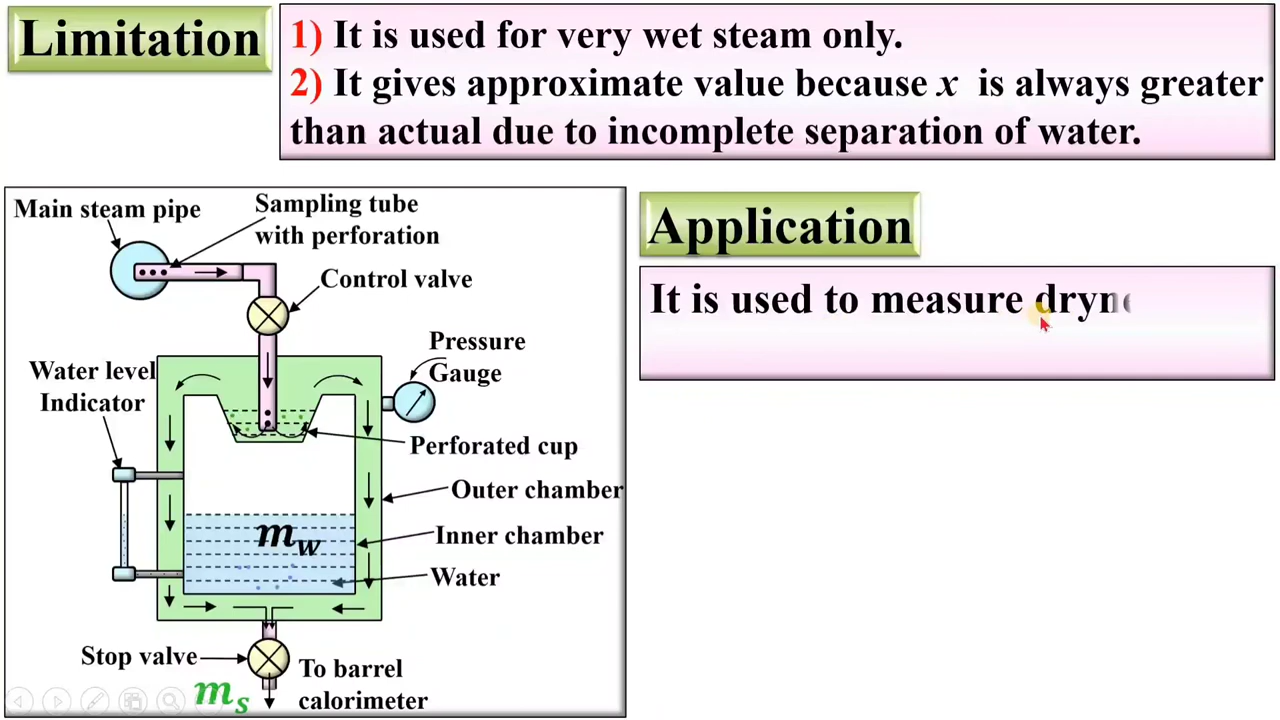 Limitation
1) It is used for very wet steam only.
2) It gives approximate value because x is always greater
than actual due to incomplete separation of water.
Main steam pipe
Sampling tube
with perforation
Control valve
Water level
Indicator
Pressure
Gauge
Perforated cup
Outer chamber
Inner chamber
Water
m_w
Stop valve
To barrel
calorimeter
m_s
Application
It is used to measure